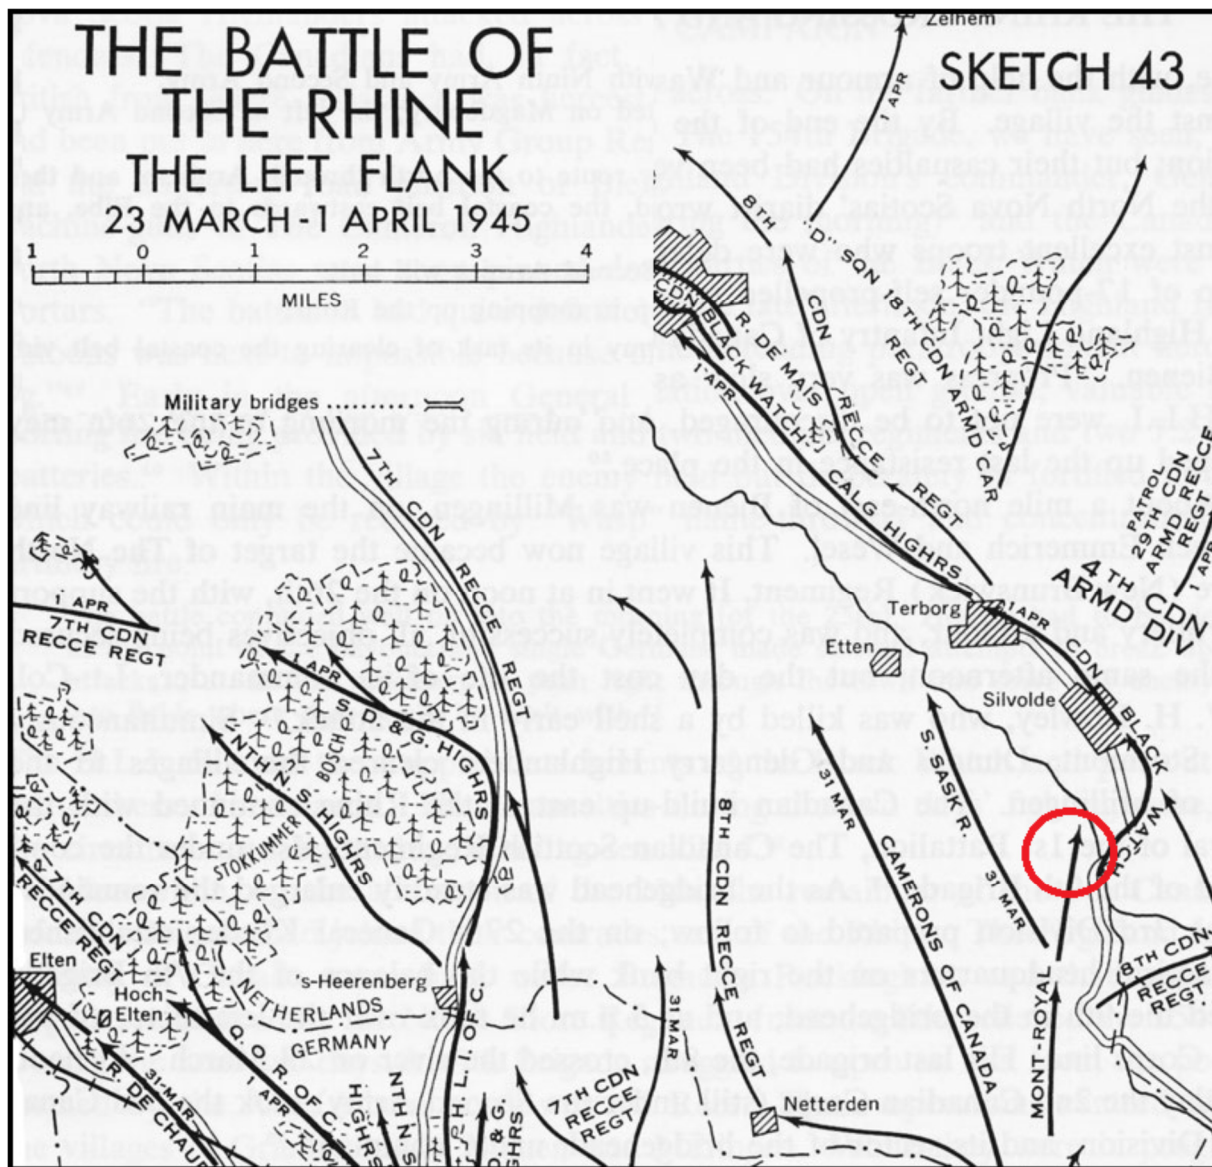 THE BATTLE OF
THE RHINE
THE LEFT FLANK
23 MARCH-1 APRIL 1945
1 0 1 2 3 4
MILES
Military bridges ....
SKETCH 43
Zelhem
1 APR
8TH CDN RECCE REGT
"D" SQN 18TH CDN ARMD CAR REGT
R. DE MAIS
CDN BLACK WATCH
1 APR
CALG HIGHRS
29TH CDN ARMD RECCE REGT
PATROL
APR
4TH CDN
ARMD DIV
7TH CDN RECCE REGT
APR
7TH CDN
RECCE REGT
1 APR
S.D. & G. HIGHRS
NTH N.S. HIGHRS
STOKKUMMER
BOSCH
7TH CDN
RECCE REGT
Terborg
1 APR
Etten
Silvolde
CDN BLACK WATCH
S SASK R
31 MAR
31 MAR
CAMERONS OF CANADA
8TH CDN RECCE REGT
31 MAR
8TH CDN
RECCE
REGT.
FUS MONT-ROYAL
Elten
Hoch
Elten
's-Heerenberg
NETHERLANDS
GERMANY
Q.O.R. OF C.
1 APR
31 MAR
R DE CHAUD
HIGHRS
NTH N.S.
H.L.I. OF C.
S.D. & G.
HIGHRS
7TH CDN
RECCE
REGT
Netterden